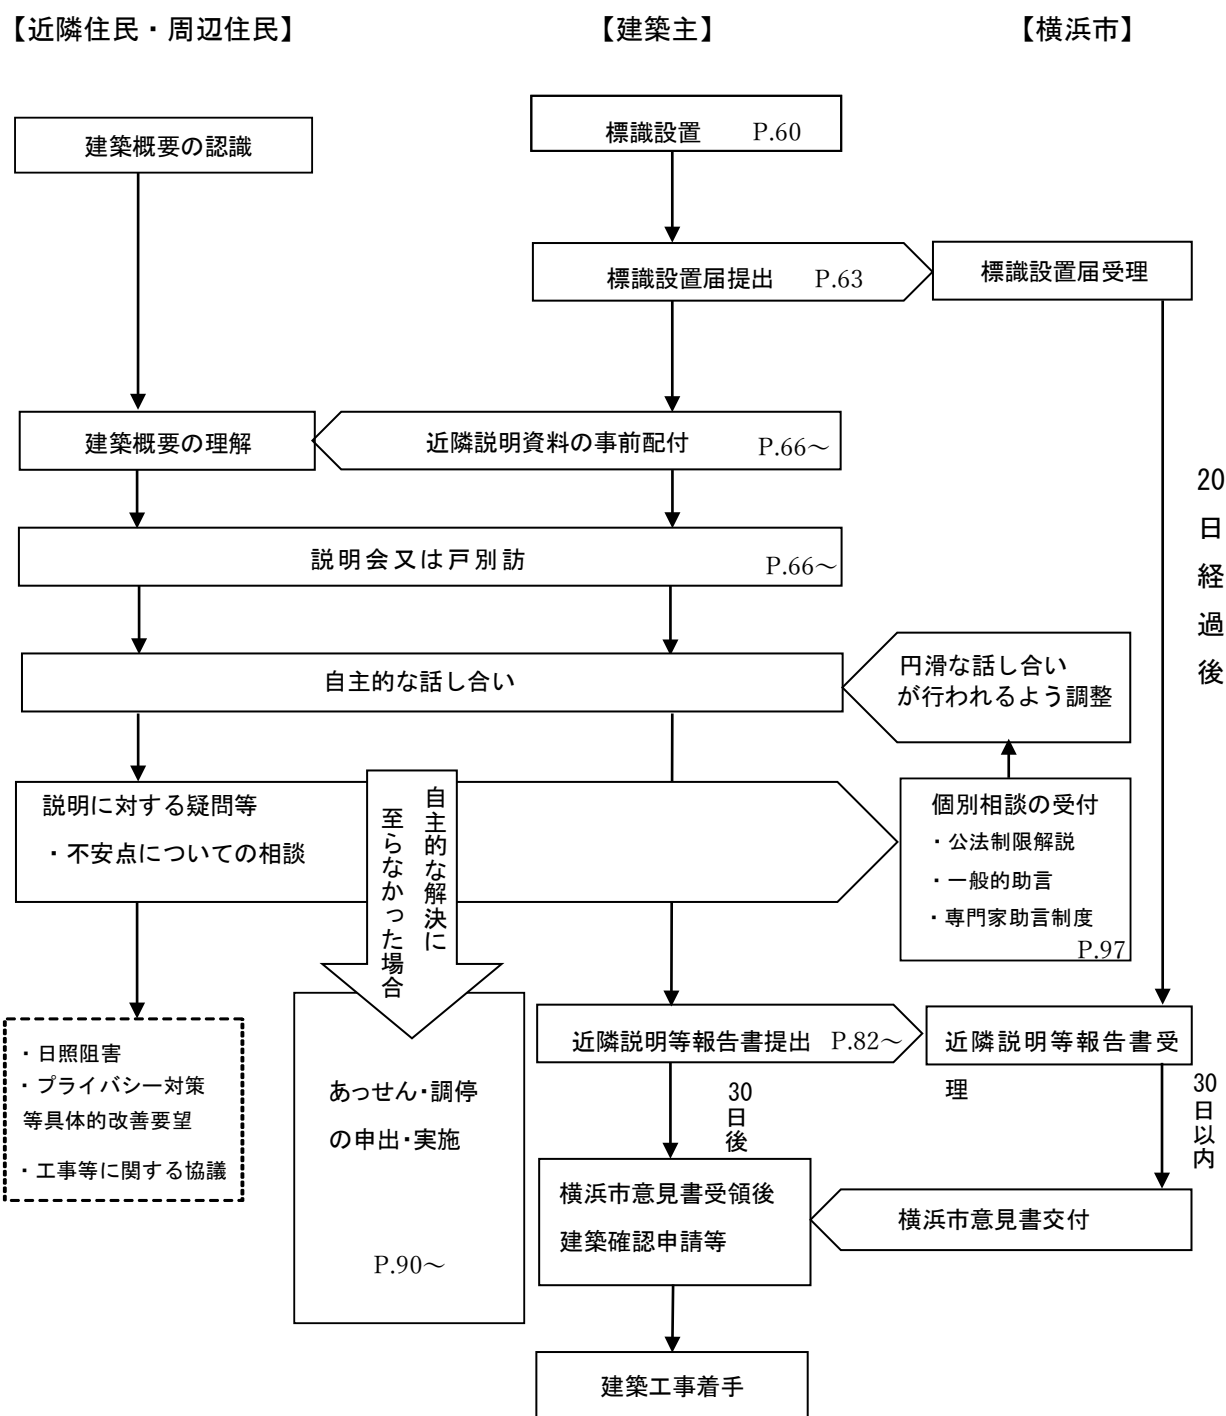 【近隣住民・周辺住民】
【建築主】
【横浜市】
標識設置 P.60
建築概要の認識
標識設置届提出 P.63
標識設置届受理
建築概要の理解
近隣説明資料の事前配付 P.66～
説明会又は戸別訪
P.66～
20日経過後
自主的な話し合い
円滑な話し合い
が行われるよう調整
説明に対する疑問等
・不安点についての相談
自主的な解決に
至らなかった場合
個別相談の受付
・公法制限解説
・一般的助言
・専門家助言制度
P.97
・日照阻害
・プライバシー対策
等具体的改善要望
・工事等に関する協議
あっせん・調停
の申出・実施
P.90～
近隣説明等報告書提出 P.82～
近隣説明等報告書受
理
30日後
30日以内
横浜市意見書受領後
建築確認申請等
横浜市意見書交付
建築工事着手